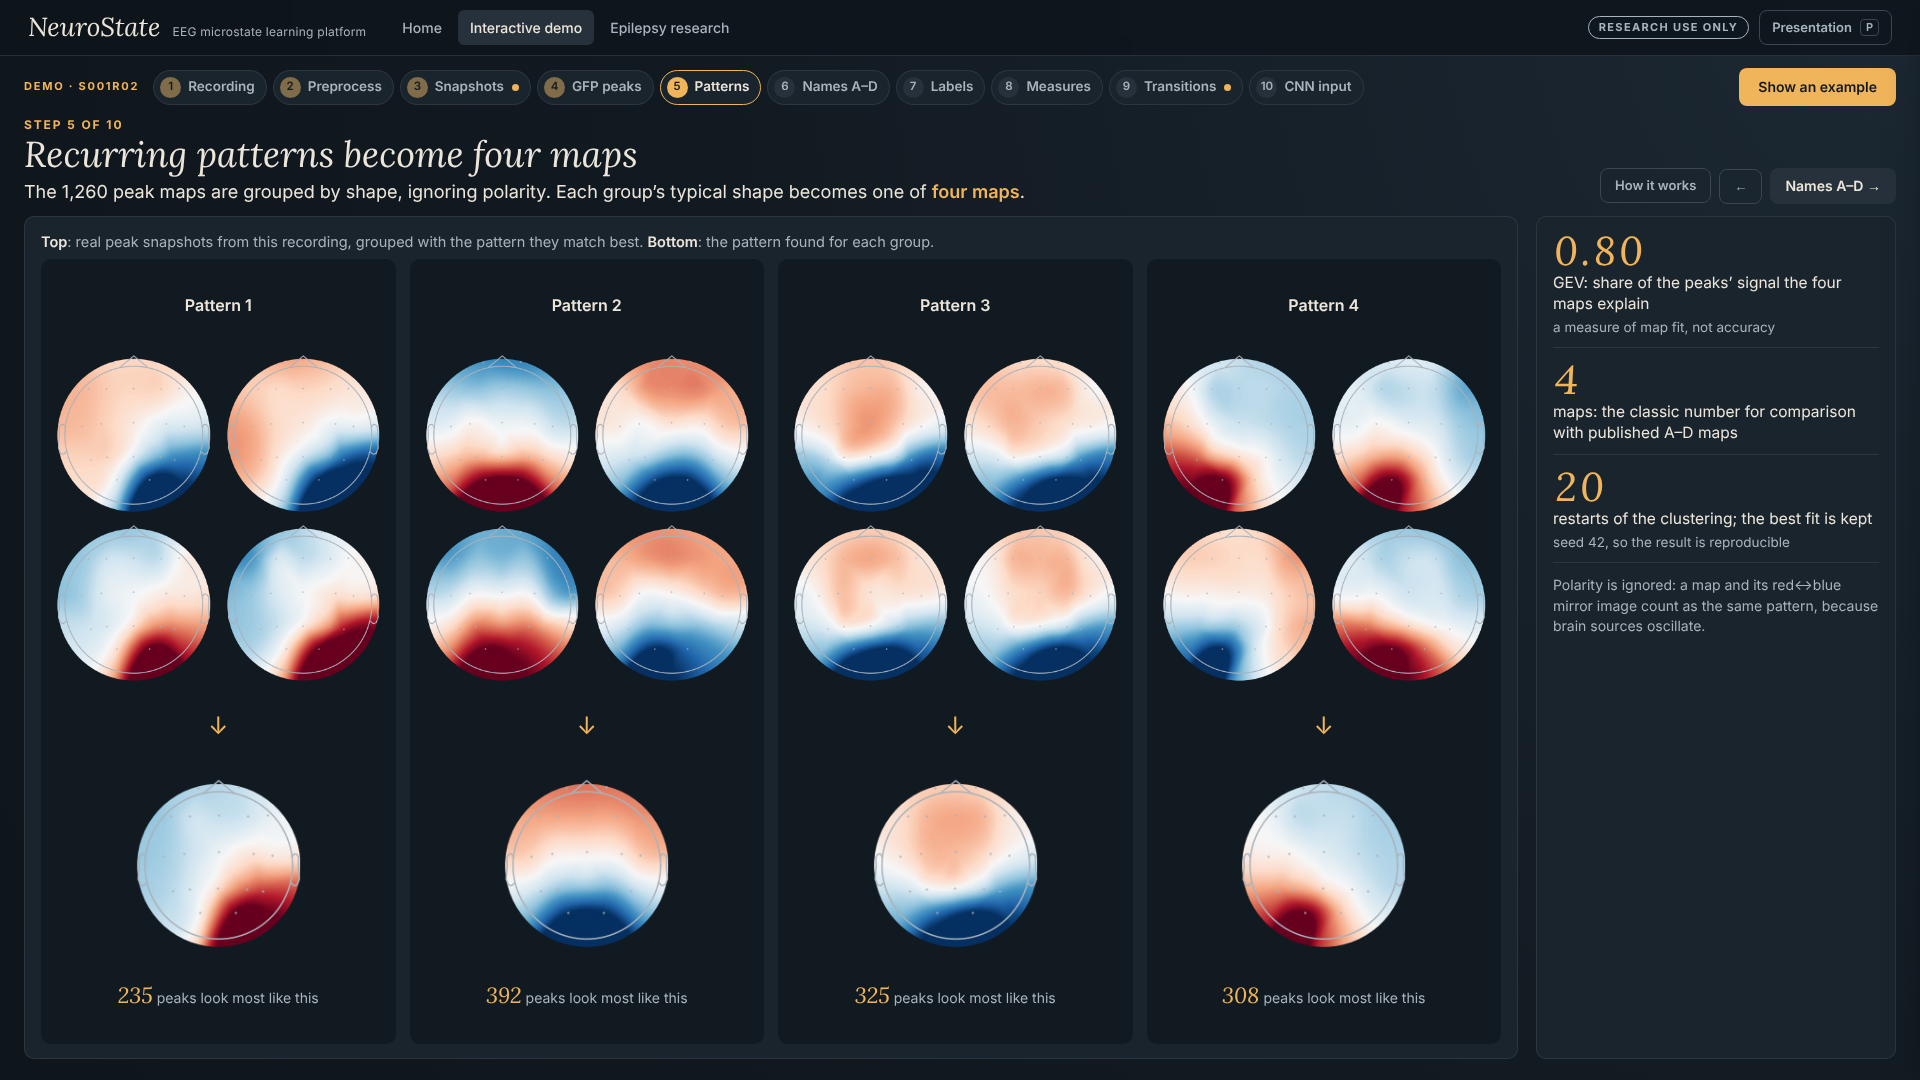 NeuroState
EEG microstate learning platform
Home
Interactive demo
Epilepsy research
RESEARCH USE ONLY
Presentation P
DEMO · S001R02
1 Recording
2 Preprocess
3 Snapshots
4 GFP peaks
5 Patterns
6 Names A–D
7 Labels
8 Measures
9 Transitions
10 CNN input
Show an example
STEP 5 OF 10
Recurring patterns become four maps
The 1,260 peak maps are grouped by shape, ignoring polarity. Each group’s typical shape becomes one of four maps.
How it works
←
Names A–D →
Top: real peak snapshots from this recording, grouped with the pattern they match best. Bottom: the pattern found for each group.
Pattern 1
Pattern 2
Pattern 3
Pattern 4
↓
↓
↓
↓
235 peaks look most like this
392 peaks look most like this
325 peaks look most like this
308 peaks look most like this
0.80
GEV: share of the peaks’ signal the four
maps explain
a measure of map fit, not accuracy
4
maps: the classic number for comparison
with published A–D maps
20
restarts of the clustering; the best fit is kept
seed 42, so the result is reproducible
Polarity is ignored: a map and its red↔blue
mirror image count as the same pattern, because
brain sources oscillate.